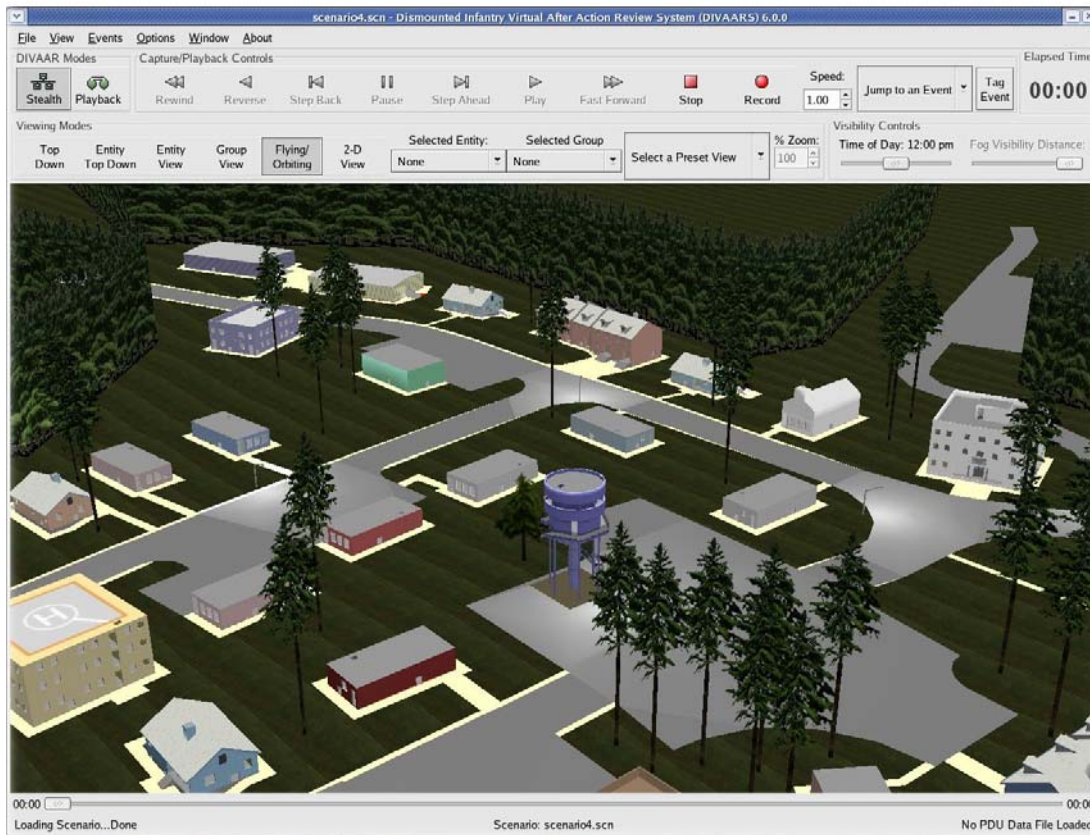 scenario4.scn - Dismounted Infantry Virtual After Action Review System (DIVAARS) 6.0.0
File View Events Options Window About
DIVAAR Modes Capture/Playback Controls Elapsed Time
Stealth Playback Rewind Reverse Step Back Pause Step Ahead Play Fast Forward Stop Record Speed: 1.00 Jump to an Event Tag Event 00:00
Viewing Modes Visibility Controls
Top Down Entity Top Down Entity View Group View Flying/ Orbiting 2-D View Selected Entity: None Selected Group None Select a Preset View % Zoom: 100 Time of Day: 12:00 pm Fog Visibility Distance:
H
00:00 00:00
Loading Scenario...Done Scenario: scenario4.scn No PDU Data File Loaded